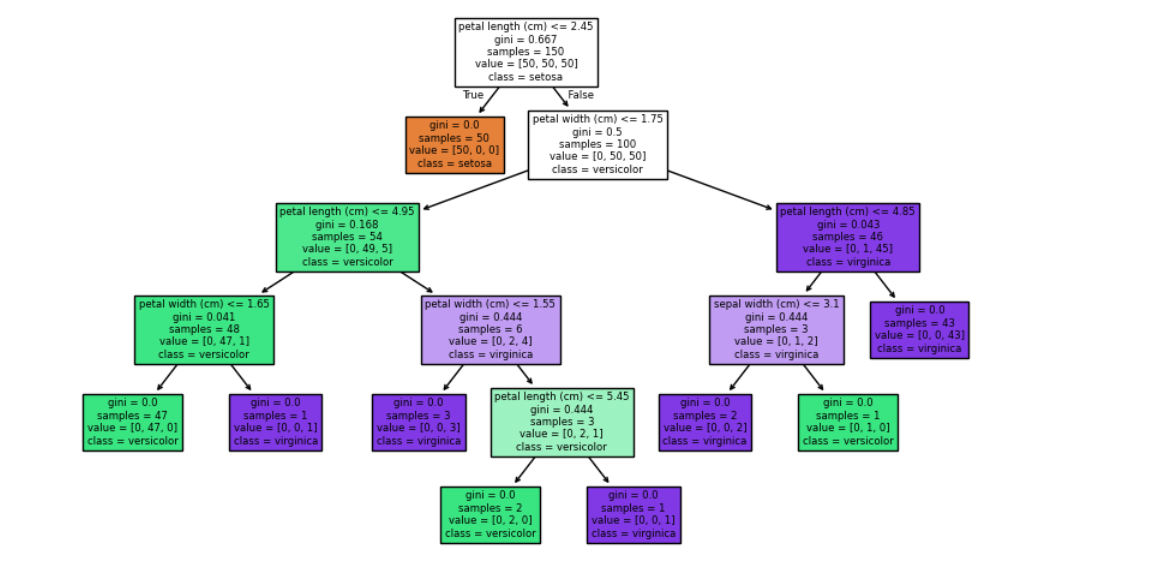 petal length (cm) <= 2.45
gini = 0.667
samples = 150
value = [50, 50, 50]
class = setosa
True
False
gini = 0.0
samples = 50
value = [50, 0, 0]
class = setosa
petal width (cm) <= 1.75
gini = 0.5
samples = 100
value = [0, 50, 50]
class = versicolor
petal length (cm) <= 4.95
gini = 0.168
samples = 54
value = [0, 49, 5]
class = versicolor
petal length (cm) <= 4.85
gini = 0.043
samples = 46
value = [0, 1, 45]
class = virginica
petal width (cm) <= 1.65
gini = 0.041
samples = 48
value = [0, 47, 1]
class = versicolor
petal width (cm) <= 1.55
gini = 0.444
samples = 6
value = [0, 2, 4]
class = virginica
sepal width (cm) <= 3.1
gini = 0.444
samples = 3
value = [0, 1, 2]
class = virginica
gini = 0.0
samples = 43
value = [0, 0, 43]
class = virginica
gini = 0.0
samples = 47
value = [0, 47, 0]
class = versicolor
gini = 0.0
samples = 1
value = [0, 0, 1]
class = virginica
gini = 0.0
samples = 3
value = [0, 0, 3]
class = virginica
petal length (cm) <= 5.45
gini = 0.444
samples = 3
value = [0, 2, 1]
class = versicolor
gini = 0.0
samples = 2
value = [0, 0, 2]
class = virginica
gini = 0.0
samples = 1
value = [0, 1, 0]
class = versicolor
gini = 0.0
samples = 2
value = [0, 2, 0]
class = versicolor
gini = 0.0
samples = 1
value = [0, 0, 1]
class = virginica